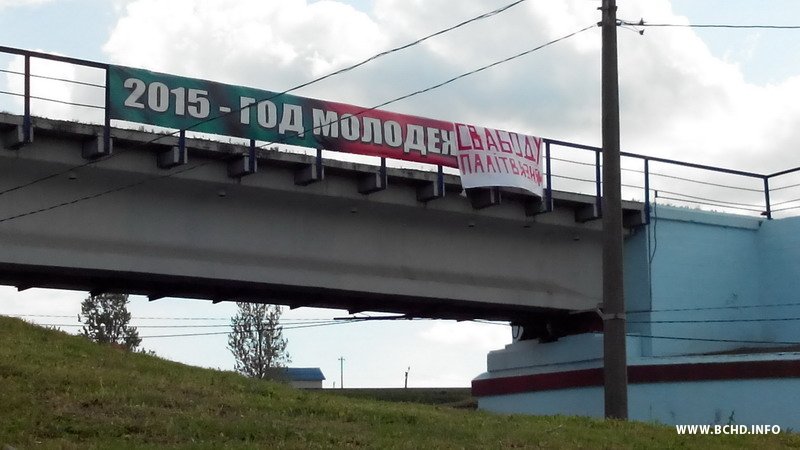 2015 - ГОД МОЛОДЕЖ
СВАБОДУ
ПАЛІТВЯЗНЯМ
WWW.BCHD.INFO